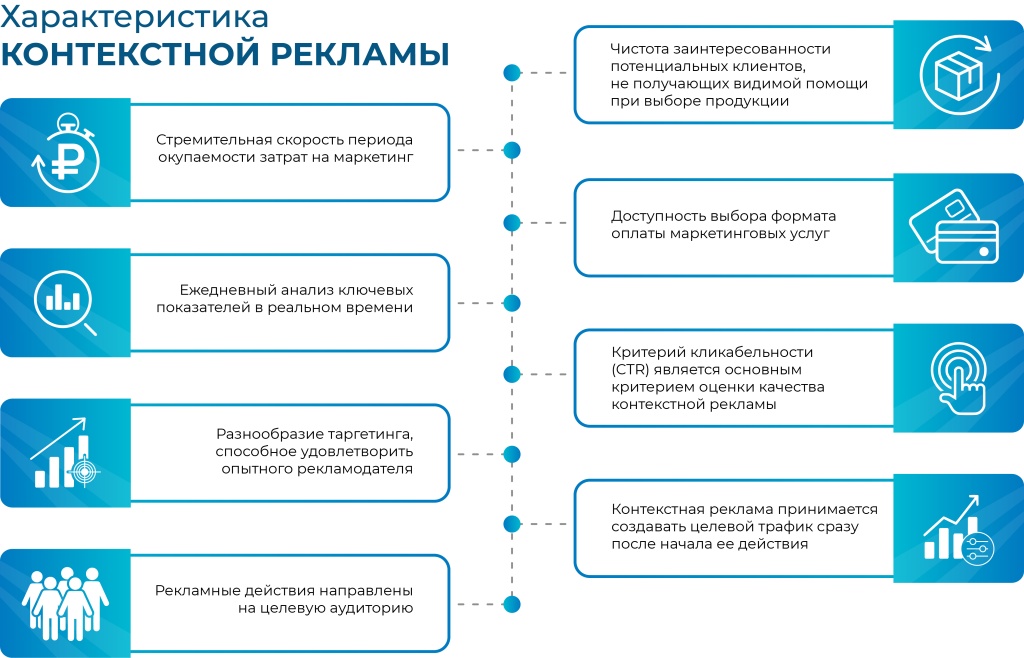 Характеристика
КОНТЕКСТНОЙ РЕКЛАМЫ
Стремительная скорость периода
окупаемости затрат на маркетинг
Ежедневный анализ ключевых
показателей в реальном времени
Разнообразие таргетинга,
способное удовлетворить
опытного рекламодателя
Рекламные действия направлены
на целевую аудиторию
Чистота заинтересованности
потенциальных клиентов,
не получающих видимой помощи
при выборе продукции
Доступность выбора формата
оплаты маркетинговых услуг
Критерий кликабельности
(CTR) является основным
критерием оценки качества
контекстной рекламы
Контекстная реклама принимается
создавать целевой трафик сразу
после начала ее действия